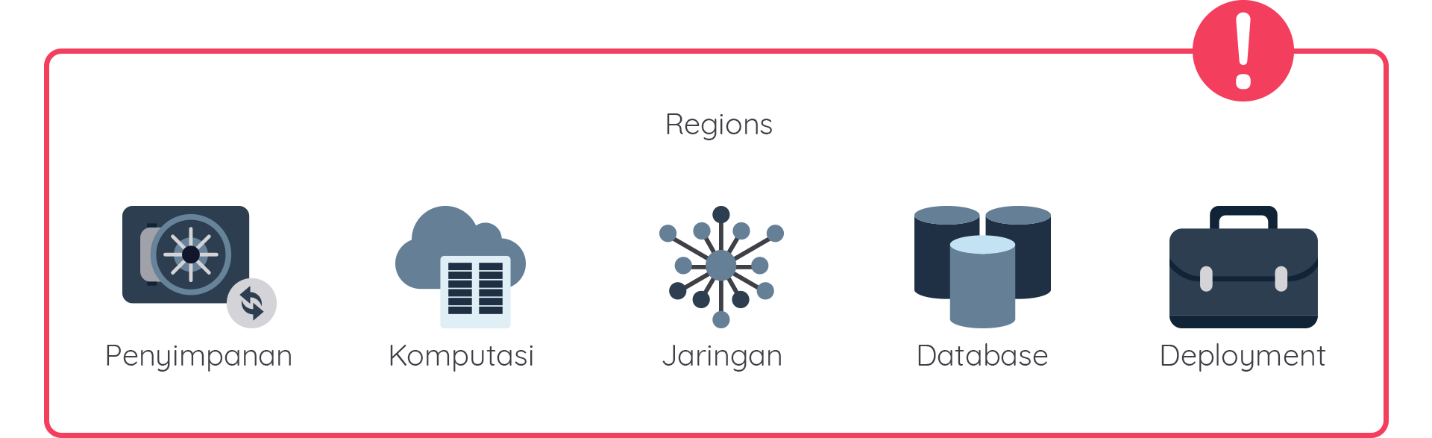 Regions
Penyimpanan
Komputasi
Jaringan
Database
Deployment